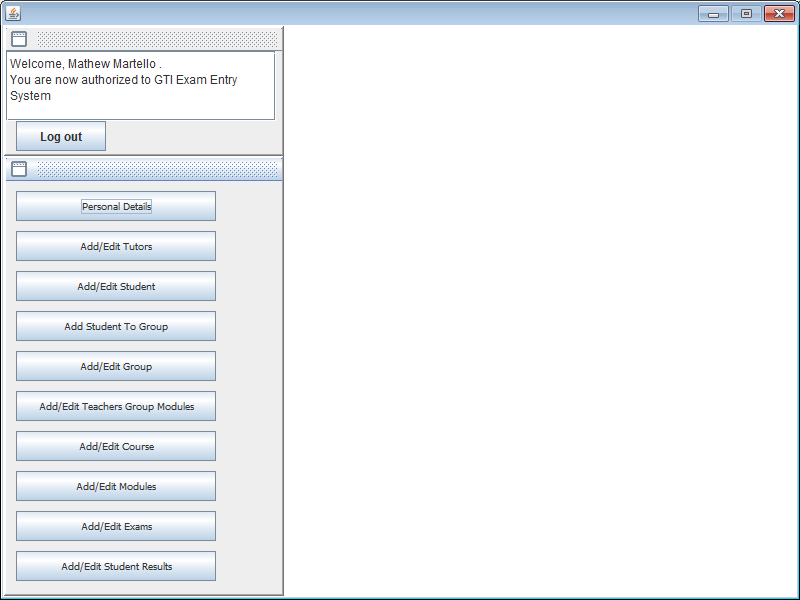 Welcome, Mathew Martello .
You are now authorized to GTI Exam Entry
System
Log out
Personal Details
Add/Edit Tutors
Add/Edit Student
Add Student To Group
Add/Edit Group
Add/Edit Teachers Group Modules
Add/Edit Course
Add/Edit Modules
Add/Edit Exams
Add/Edit Student Results